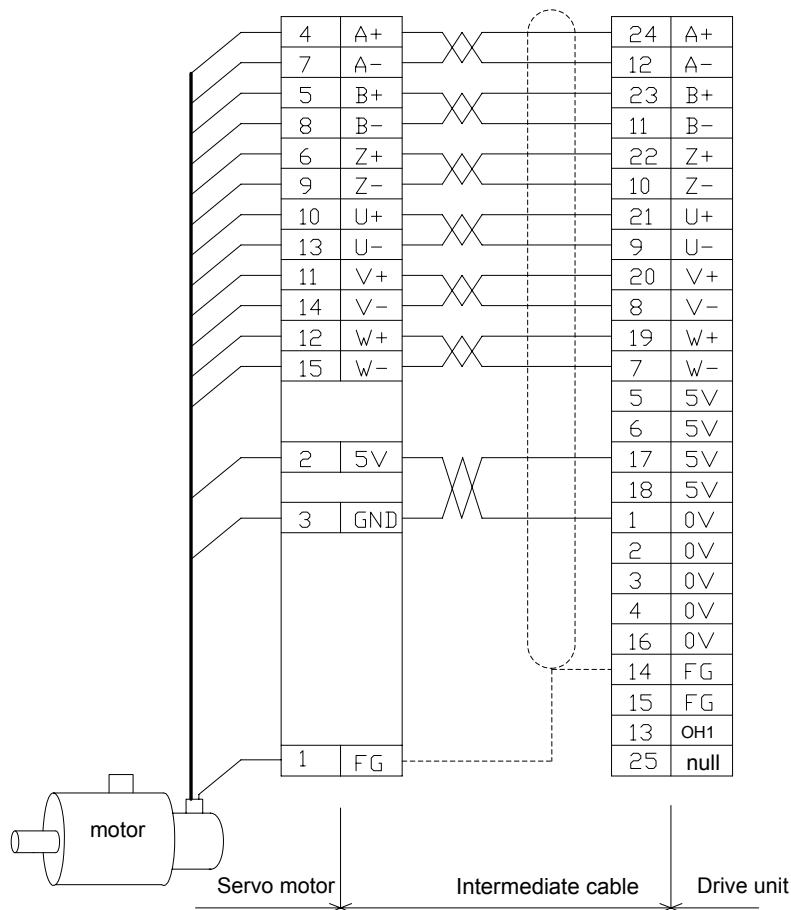 4 A+ 24 A+
7 A- 12 A-
5 B+ 23 B+
8 B- 11 B-
6 Z+ 22 Z+
9 Z- 10 Z-
10 U+ 21 U+
13 U- 9 U-
11 V+ 20 V+
14 V- 8 V-
12 W+ 19 W+
15 W- 7 W-
5 5V
6 5V
2 5V 17 5V
18 5V
3 GND 1 0V
2 0V
3 0V
4 0V
16 0V
14 FG
15 FG
13 OH1
1 FG 25 null
motor
Servo motor Intermediate cable Drive unit